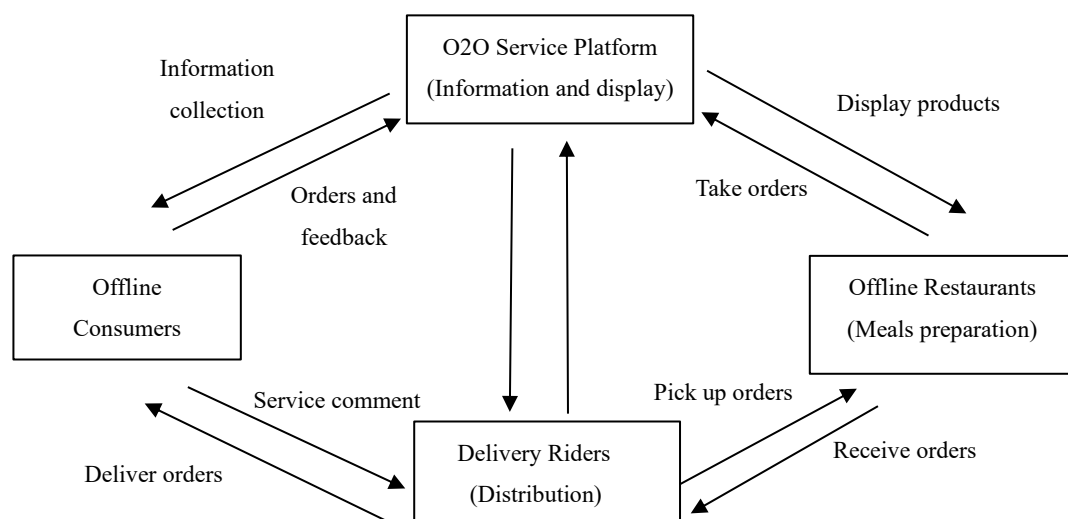 O2O Service Platform
(Information and display)
Information
collection
Display products
Orders and
feedback
Take orders
Offline
Consumers
Offline Restaurants
(Meals preparation)
Service comment
Pick up orders
Deliver orders
Delivery Riders
(Distribution)
Receive orders